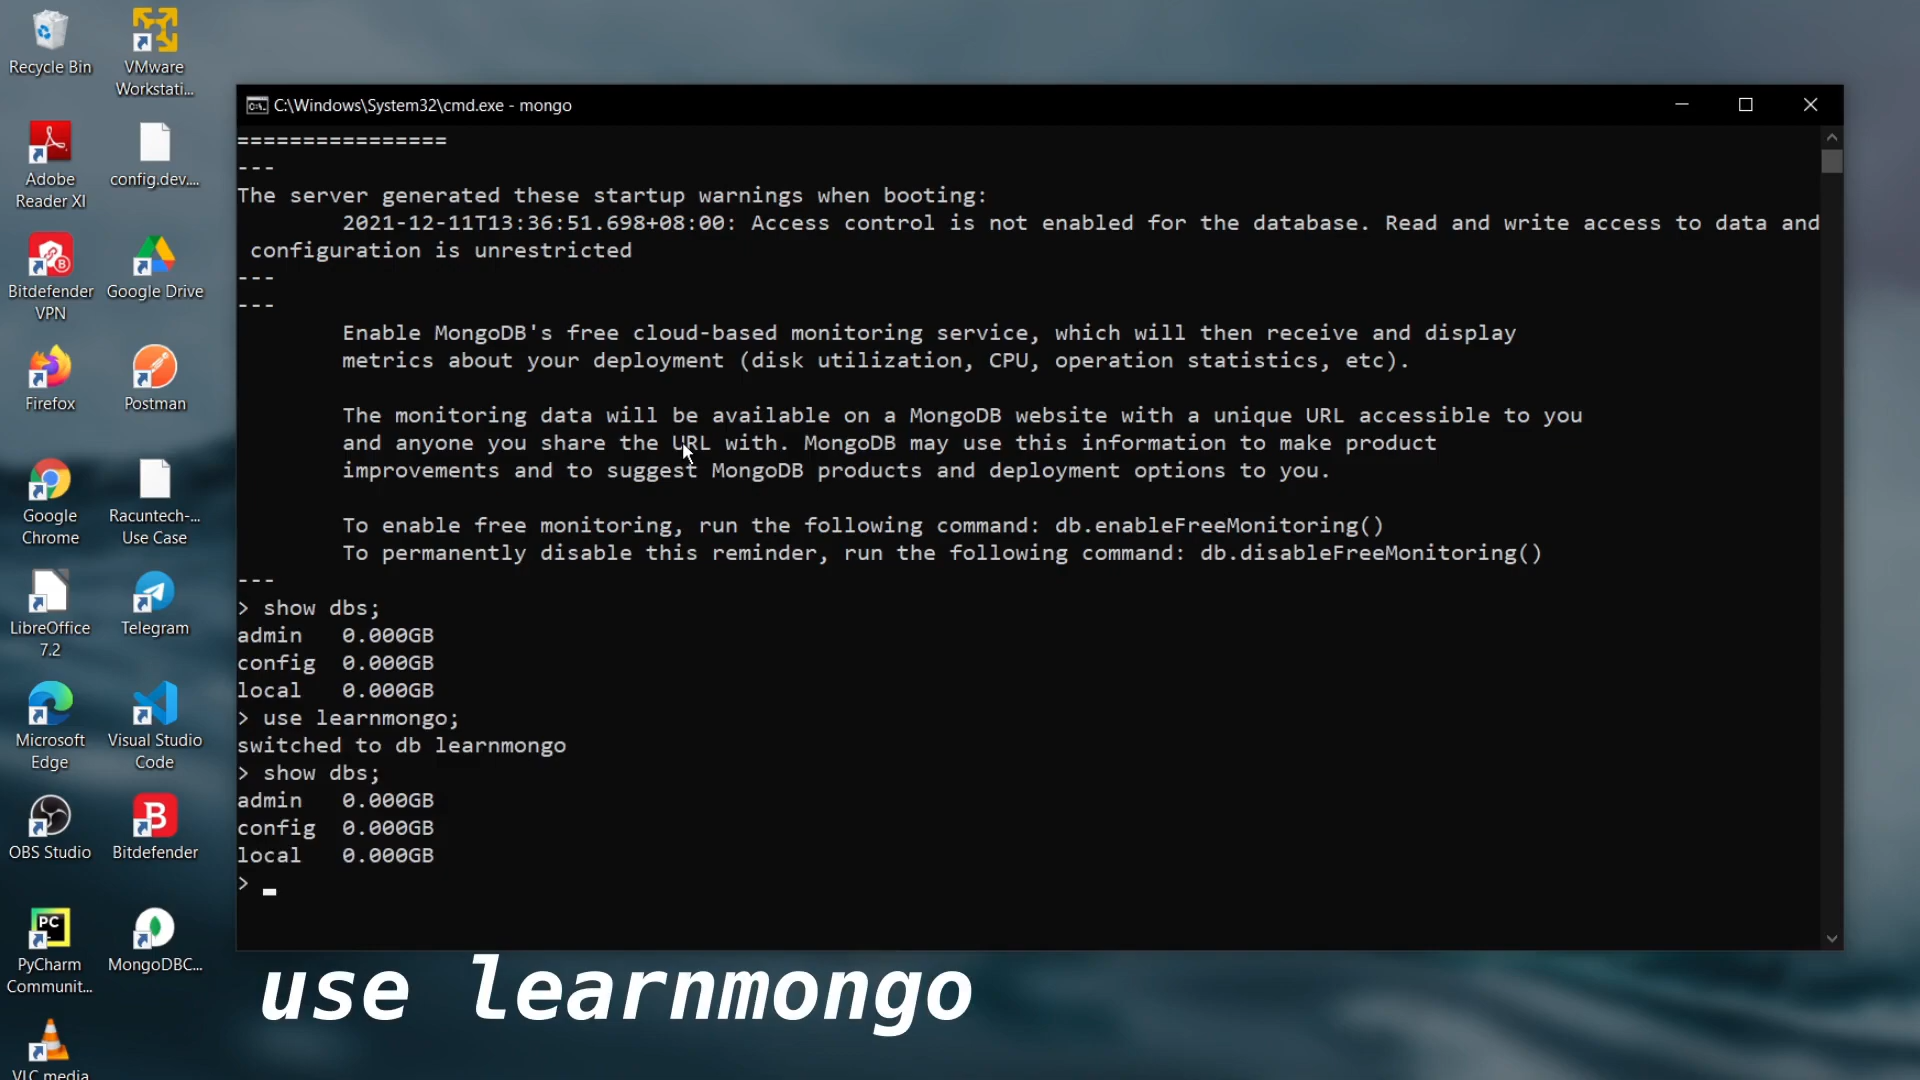 Recycle Bin
VMware
Workstati...
Adobe
Reader XI
config.dev....
Bitdefender
VPN
Google Drive
Firefox
Postman
Google
Chrome
Racuntech-...
Use Case
LibreOffice
7.2
Telegram
Microsoft
Edge
Visual Studio
Code
OBS Studio
Bitdefender
PyCharm
Communit...
MongoDBC...
VLC media
C:\Windows\System32\cmd.exe - mongo
================
---
The server generated these startup warnings when booting:
2021-12-11T13:36:51.698+08:00: Access control is not enabled for the database. Read and write access to data and
configuration is unrestricted
---
---
Enable MongoDB's free cloud-based monitoring service, which will then receive and display
metrics about your deployment (disk utilization, CPU, operation statistics, etc).
The monitoring data will be available on a MongoDB website with a unique URL accessible to you
and anyone you share the URL with. MongoDB may use this information to make product
improvements and to suggest MongoDB products and deployment options to you.
To enable free monitoring, run the following command: db.enableFreeMonitoring()
To permanently disable this reminder, run the following command: db.disableFreeMonitoring()
---
> show dbs;
admin   0.000GB
config  0.000GB
local   0.000GB
> use learnmongo;
switched to db learnmongo
> show dbs;
admin   0.000GB
config  0.000GB
local   0.000GB
>
use learnmongo